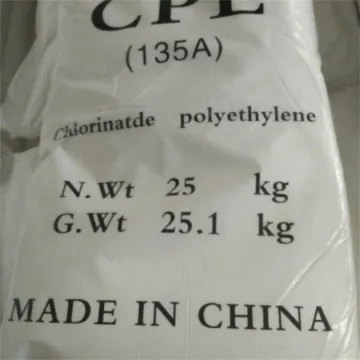 CPE
(135A)
Chlorinatde polyethylene
N.Wt 25 kg
G.Wt 25.1 kg
MADE IN CHINA